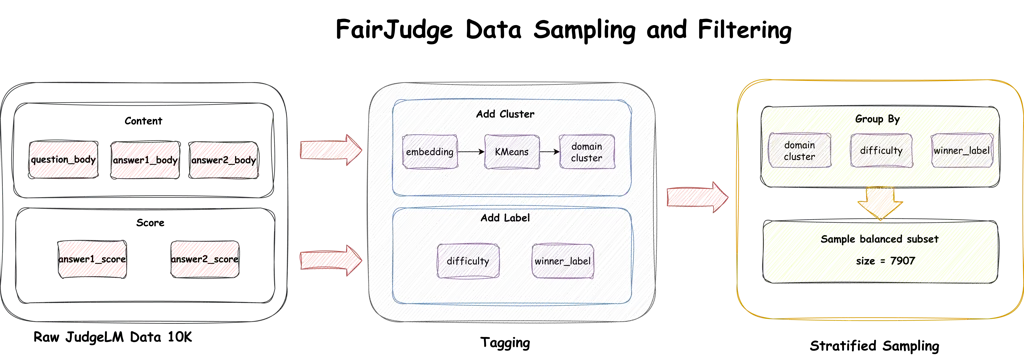 FairJudge Data Sampling and Filtering
Content
question_body
answer1_body
answer2_body
Score
answer1_score
answer2_score
Raw JudgeLM Data 10K
Add Cluster
embedding
KMeans
domain
cluster
Add Label
difficulty
winner_label
Tagging
Group By
domain
cluster
difficulty
winner_label
Sample balanced subset
size = 7907
Stratified Sampling